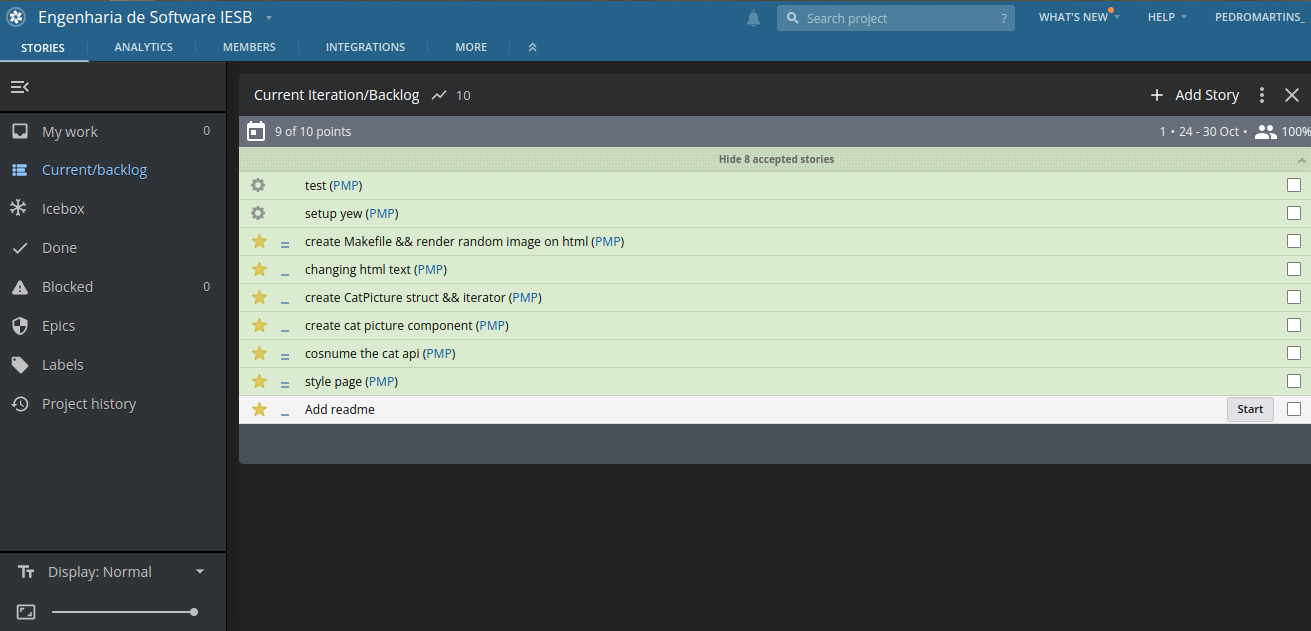 Engenharia de Software IESB
Search project ?
WHAT'S NEW
HELP
PEDROMARTINS_
STORIES
ANALYTICS
MEMBERS
INTEGRATIONS
MORE
My work 0
Current/backlog
Icebox
Done
Blocked 0
Epics
Labels
Project history
Display: Normal
Current Iteration/Backlog 10
+ Add Story
9 of 10 points
1 • 24 - 30 Oct • 100%
Hide 8 accepted stories
test (PMP)
setup yew (PMP)
create Makefile && render random image on html (PMP)
changing html text (PMP)
create CatPicture struct && iterator (PMP)
create cat picture component (PMP)
cosnume the cat api (PMP)
style page (PMP)
Add readme Start